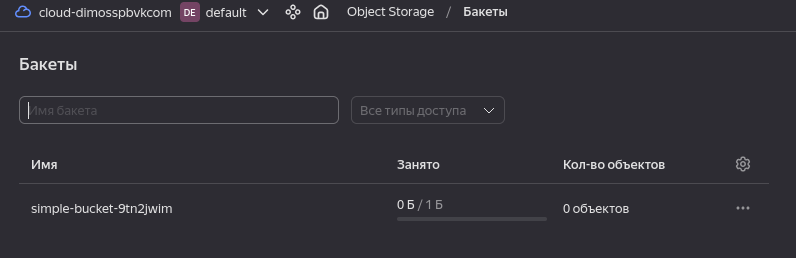 cloud-dimosspbvkcom DE default Object Storage / Бакеты
Бакеты
Имя бакета Все типы доступа
Имя Занято Кол-во объектов
simple-bucket-9tn2jwim 0 Б / 1 Б 0 объектов